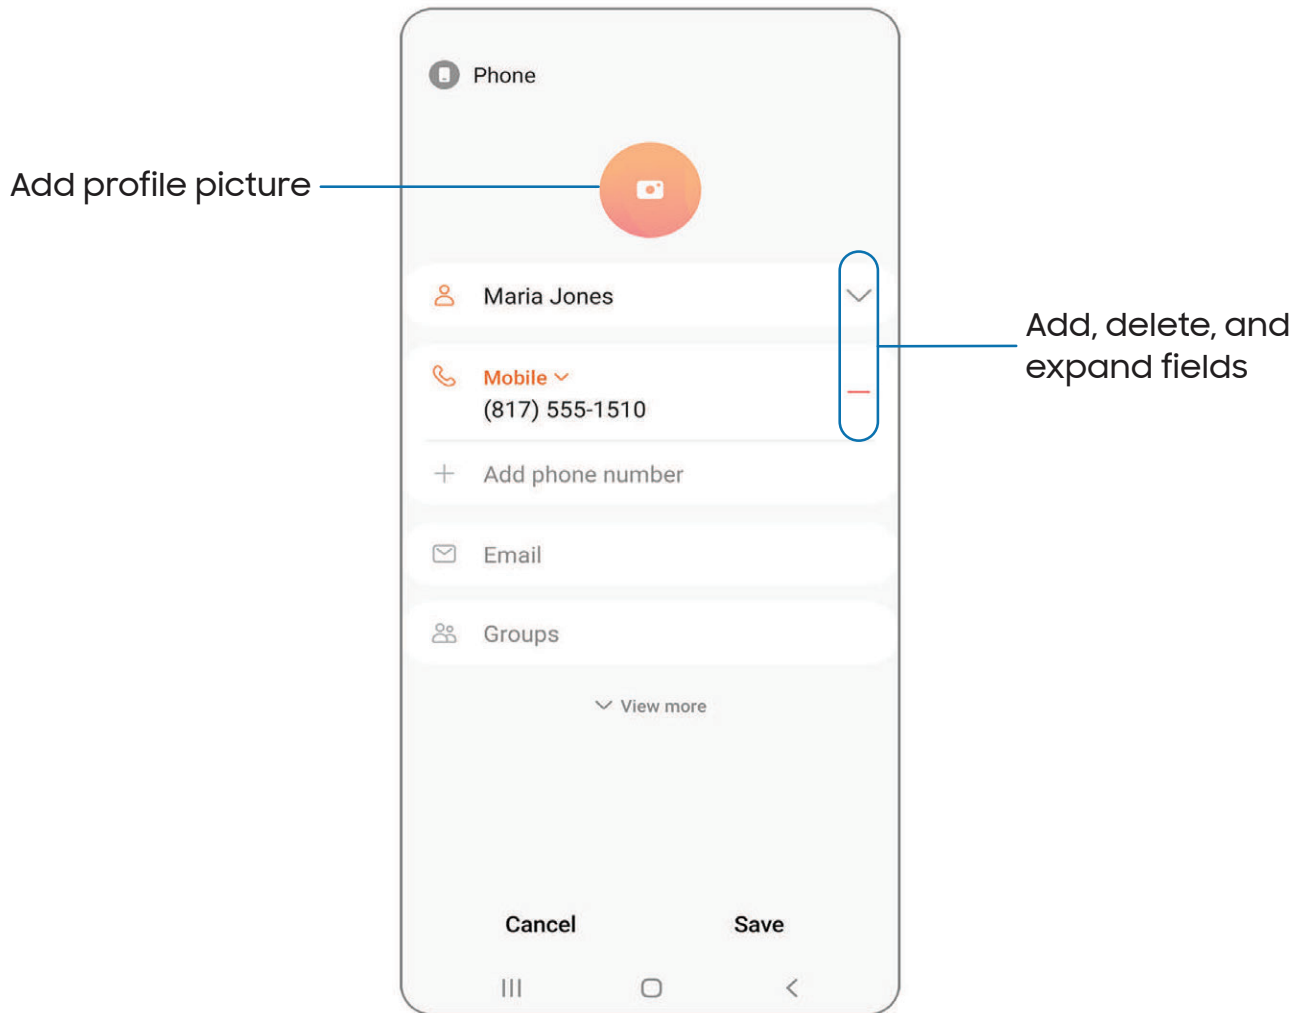 Phone
Add profile picture
Maria Jones
Add, delete, and
expand fields
Mobile
(817) 555-1510
Add phone number
Email
Groups
View more
Cancel
Save